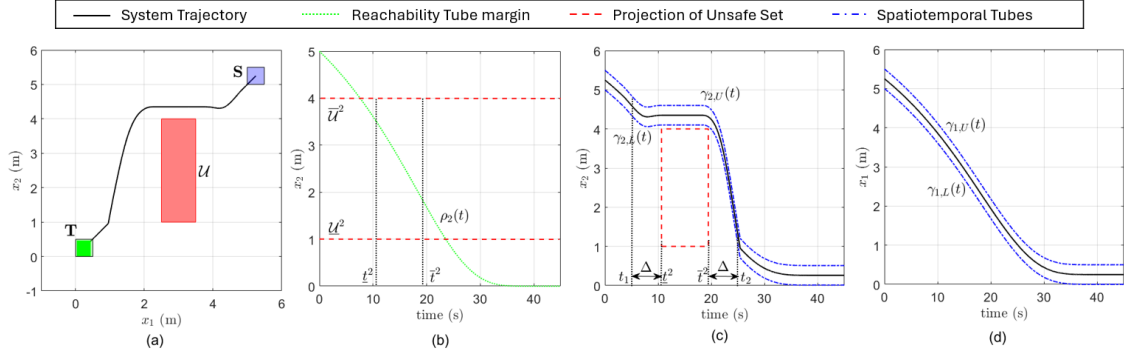 System Trajectory Reachability Tube margin Projection of Unsafe Set Spatiotemporal Tubes
6
5
4
3
2
1
0
-1
x₂ (m)
S
𝒰
T
0 2 4 6
x₁ (m)
(a)
5
4
3
2
1
0
x₂ (m)
𝒰̅²
𝒰̲²
ρ₂(t)
t̲² t̅²
0 10 20 30 40
time (s)
(b)
6
5
4
3
2
1
0
x₂ (m)
γ₂,U(t)
γ₂,L(t)
t₁ Δ t̲² t̅² Δ t₂
0 10 20 30 40
time (s)
(c)
6
5
4
3
2
1
0
x₁ (m)
γ₁,U(t)
γ₁,L(t)
0 10 20 30 40
time (s)
(d)